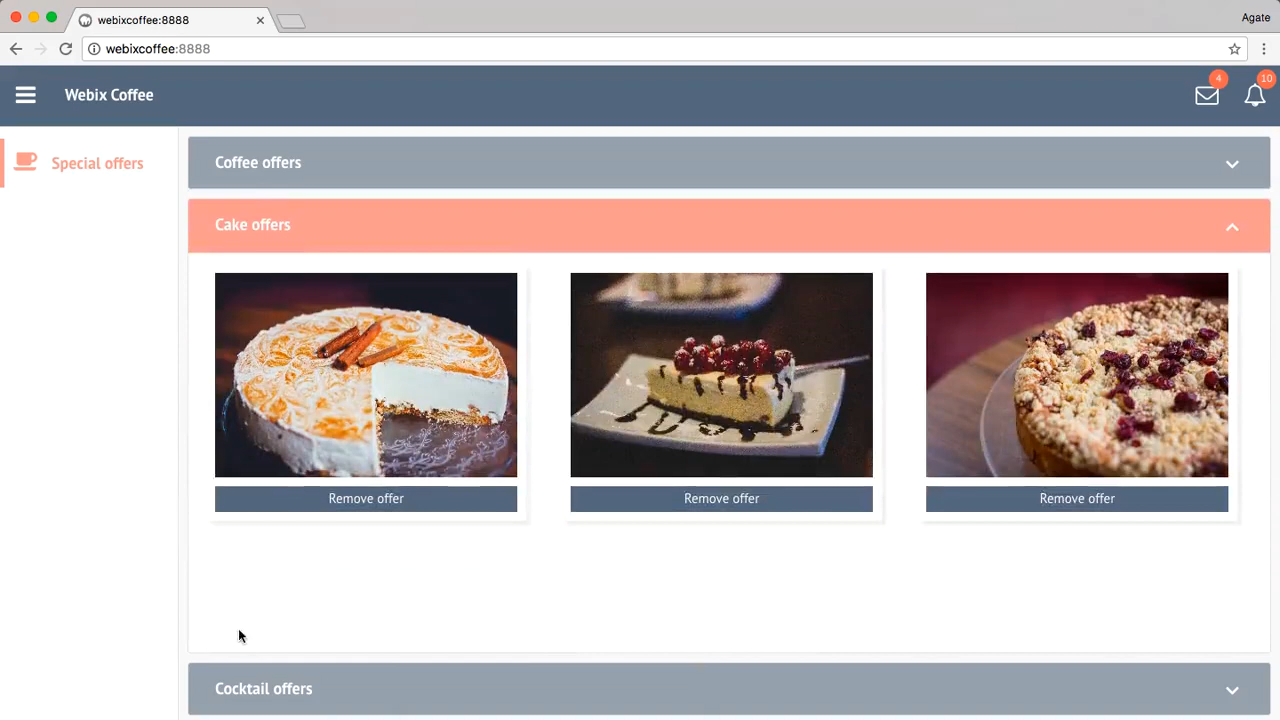 webixcoffee:8888
Agate
webixcoffee:8888
Webix Coffee
4
10
Special offers
Coffee offers
Cake offers
Remove offer
Remove offer
Remove offer
Cocktail offers